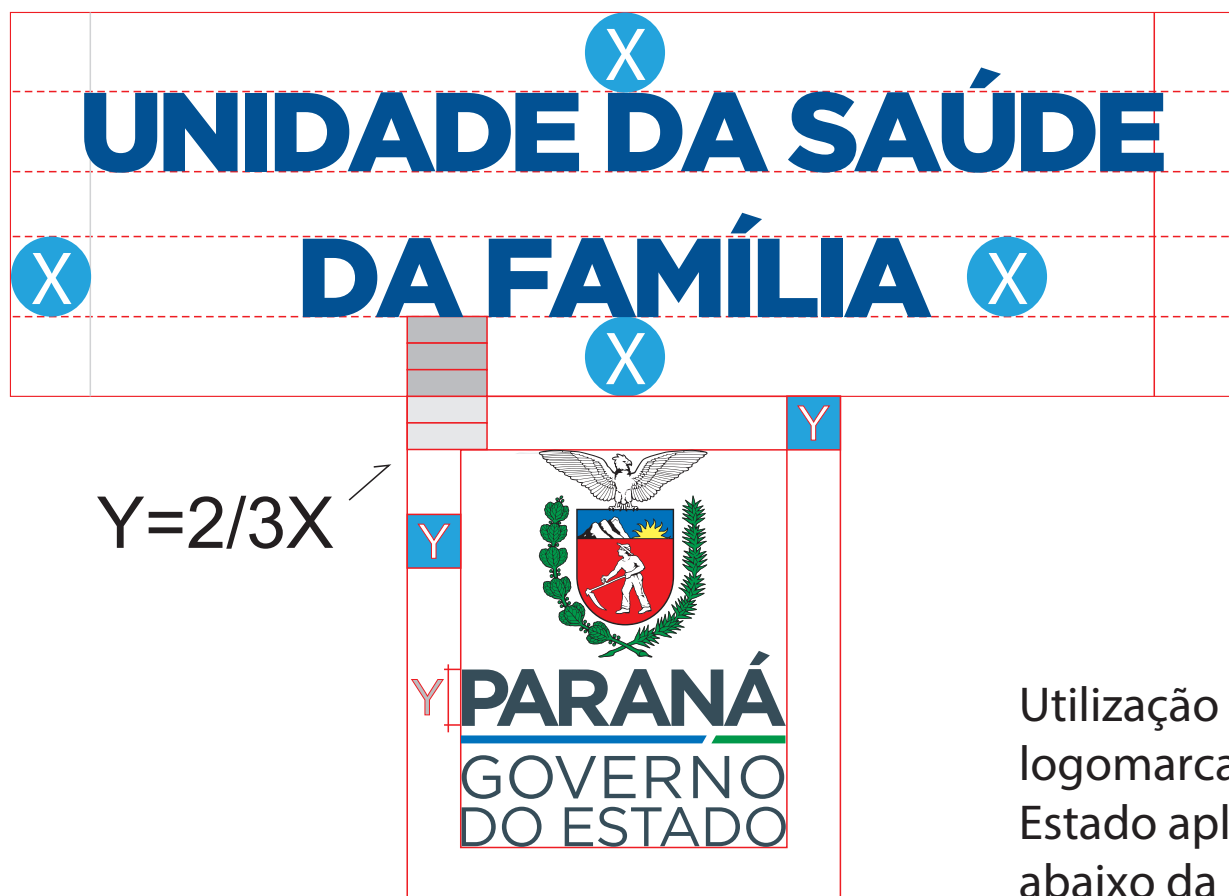 X
UNIDADE DA SAÚDE
X DA FAMÍLIA X
X
Y
Y=2/3X
Y
Y PARANÁ
GOVERNO
DO ESTADO
Utilização
logomarca
Estado apl
abaixo da